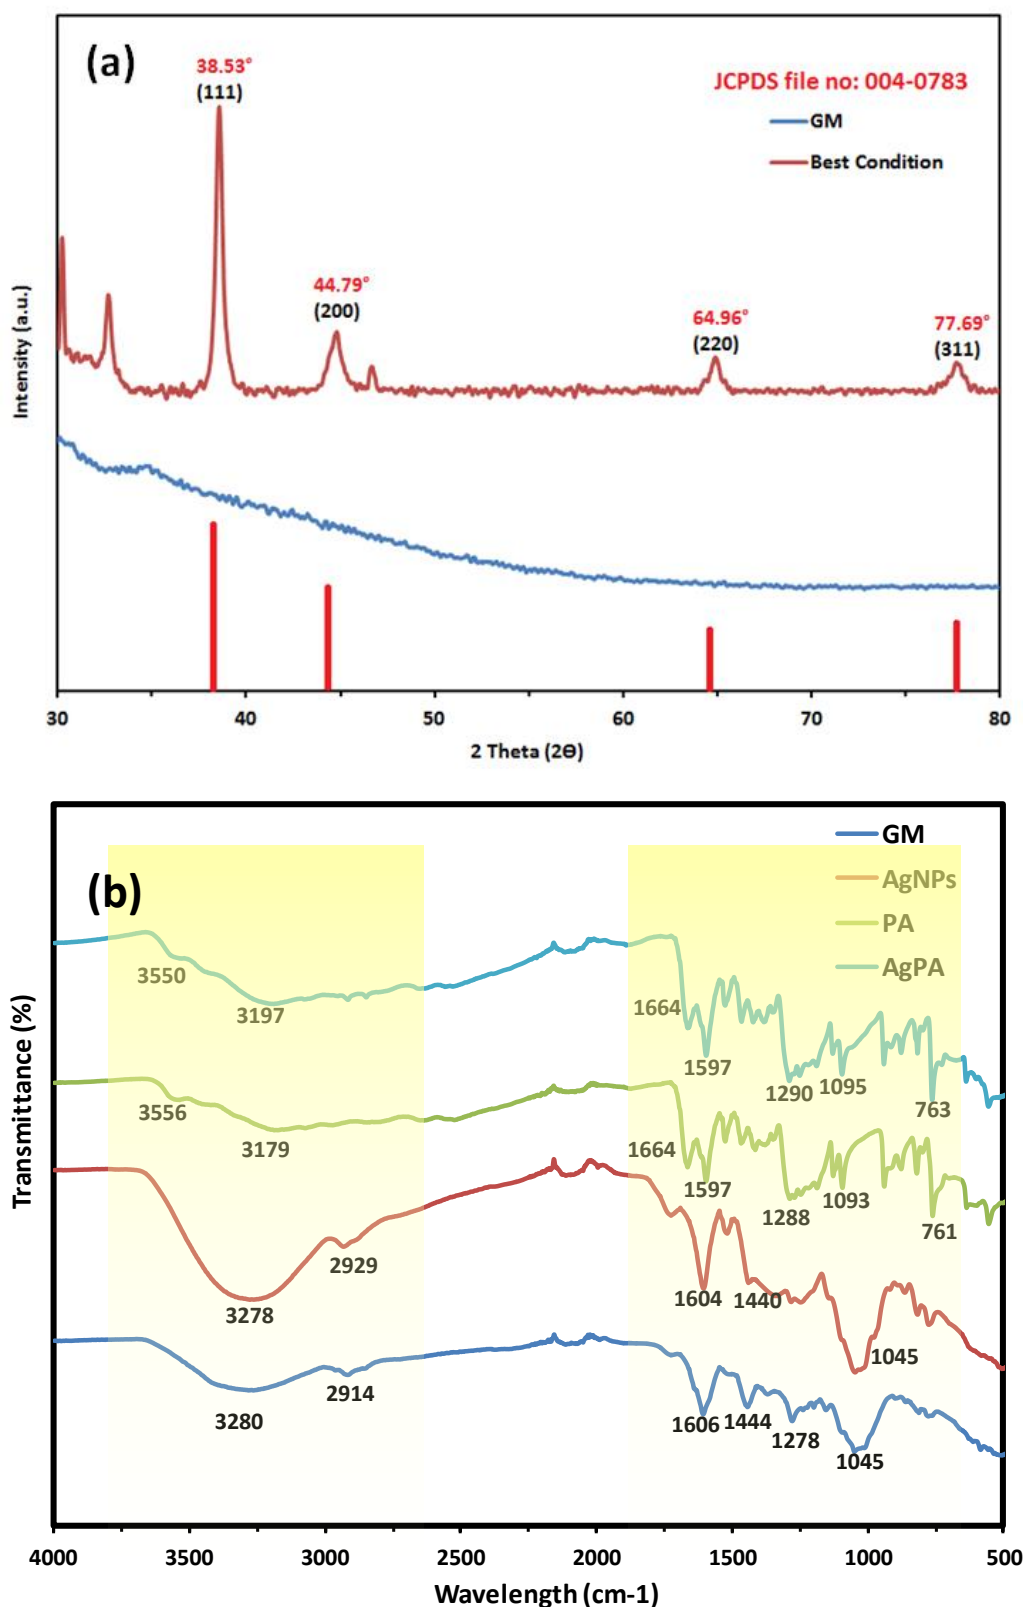 (a)
38.53°
(111)
JCPDS file no: 004-0783
GM
Best Condition
44.79°
(200)
64.96°
(220)
77.69°
(311)
Intensity (a.u.)
30 40 50 60 70 80
2 Theta (2Θ)
(b)
GM
AgNPs
PA
AgPA
3550
3197
1664
1597
1290
1095
763
3556
3179
1664
1597
1288
1093
761
2929
3278
1604
1440
1045
2914
3280
1606
1444
1278
1045
Transmittance (%)
4000 3500 3000 2500 2000 1500 1000 500
Wavelength (cm-1)